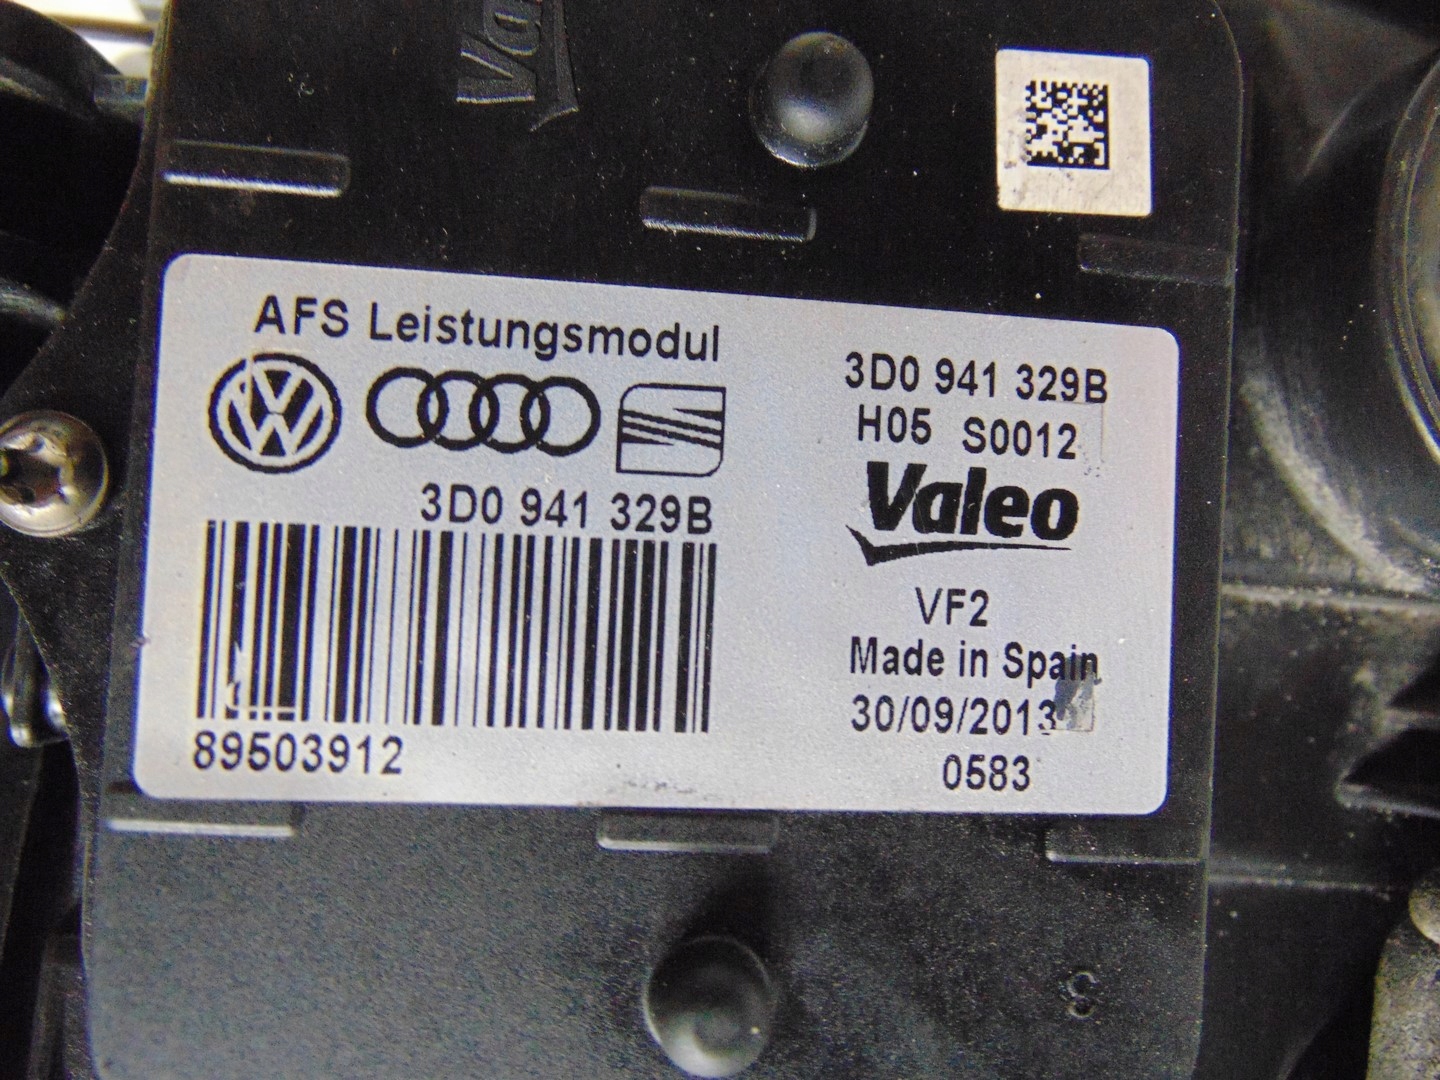 AFS Leistungsmodul
3D0 941 329B
89503912
3D0 941 329B
H05 S0012
Valeo
VF2
Made in Spain
30/09/2013
0583